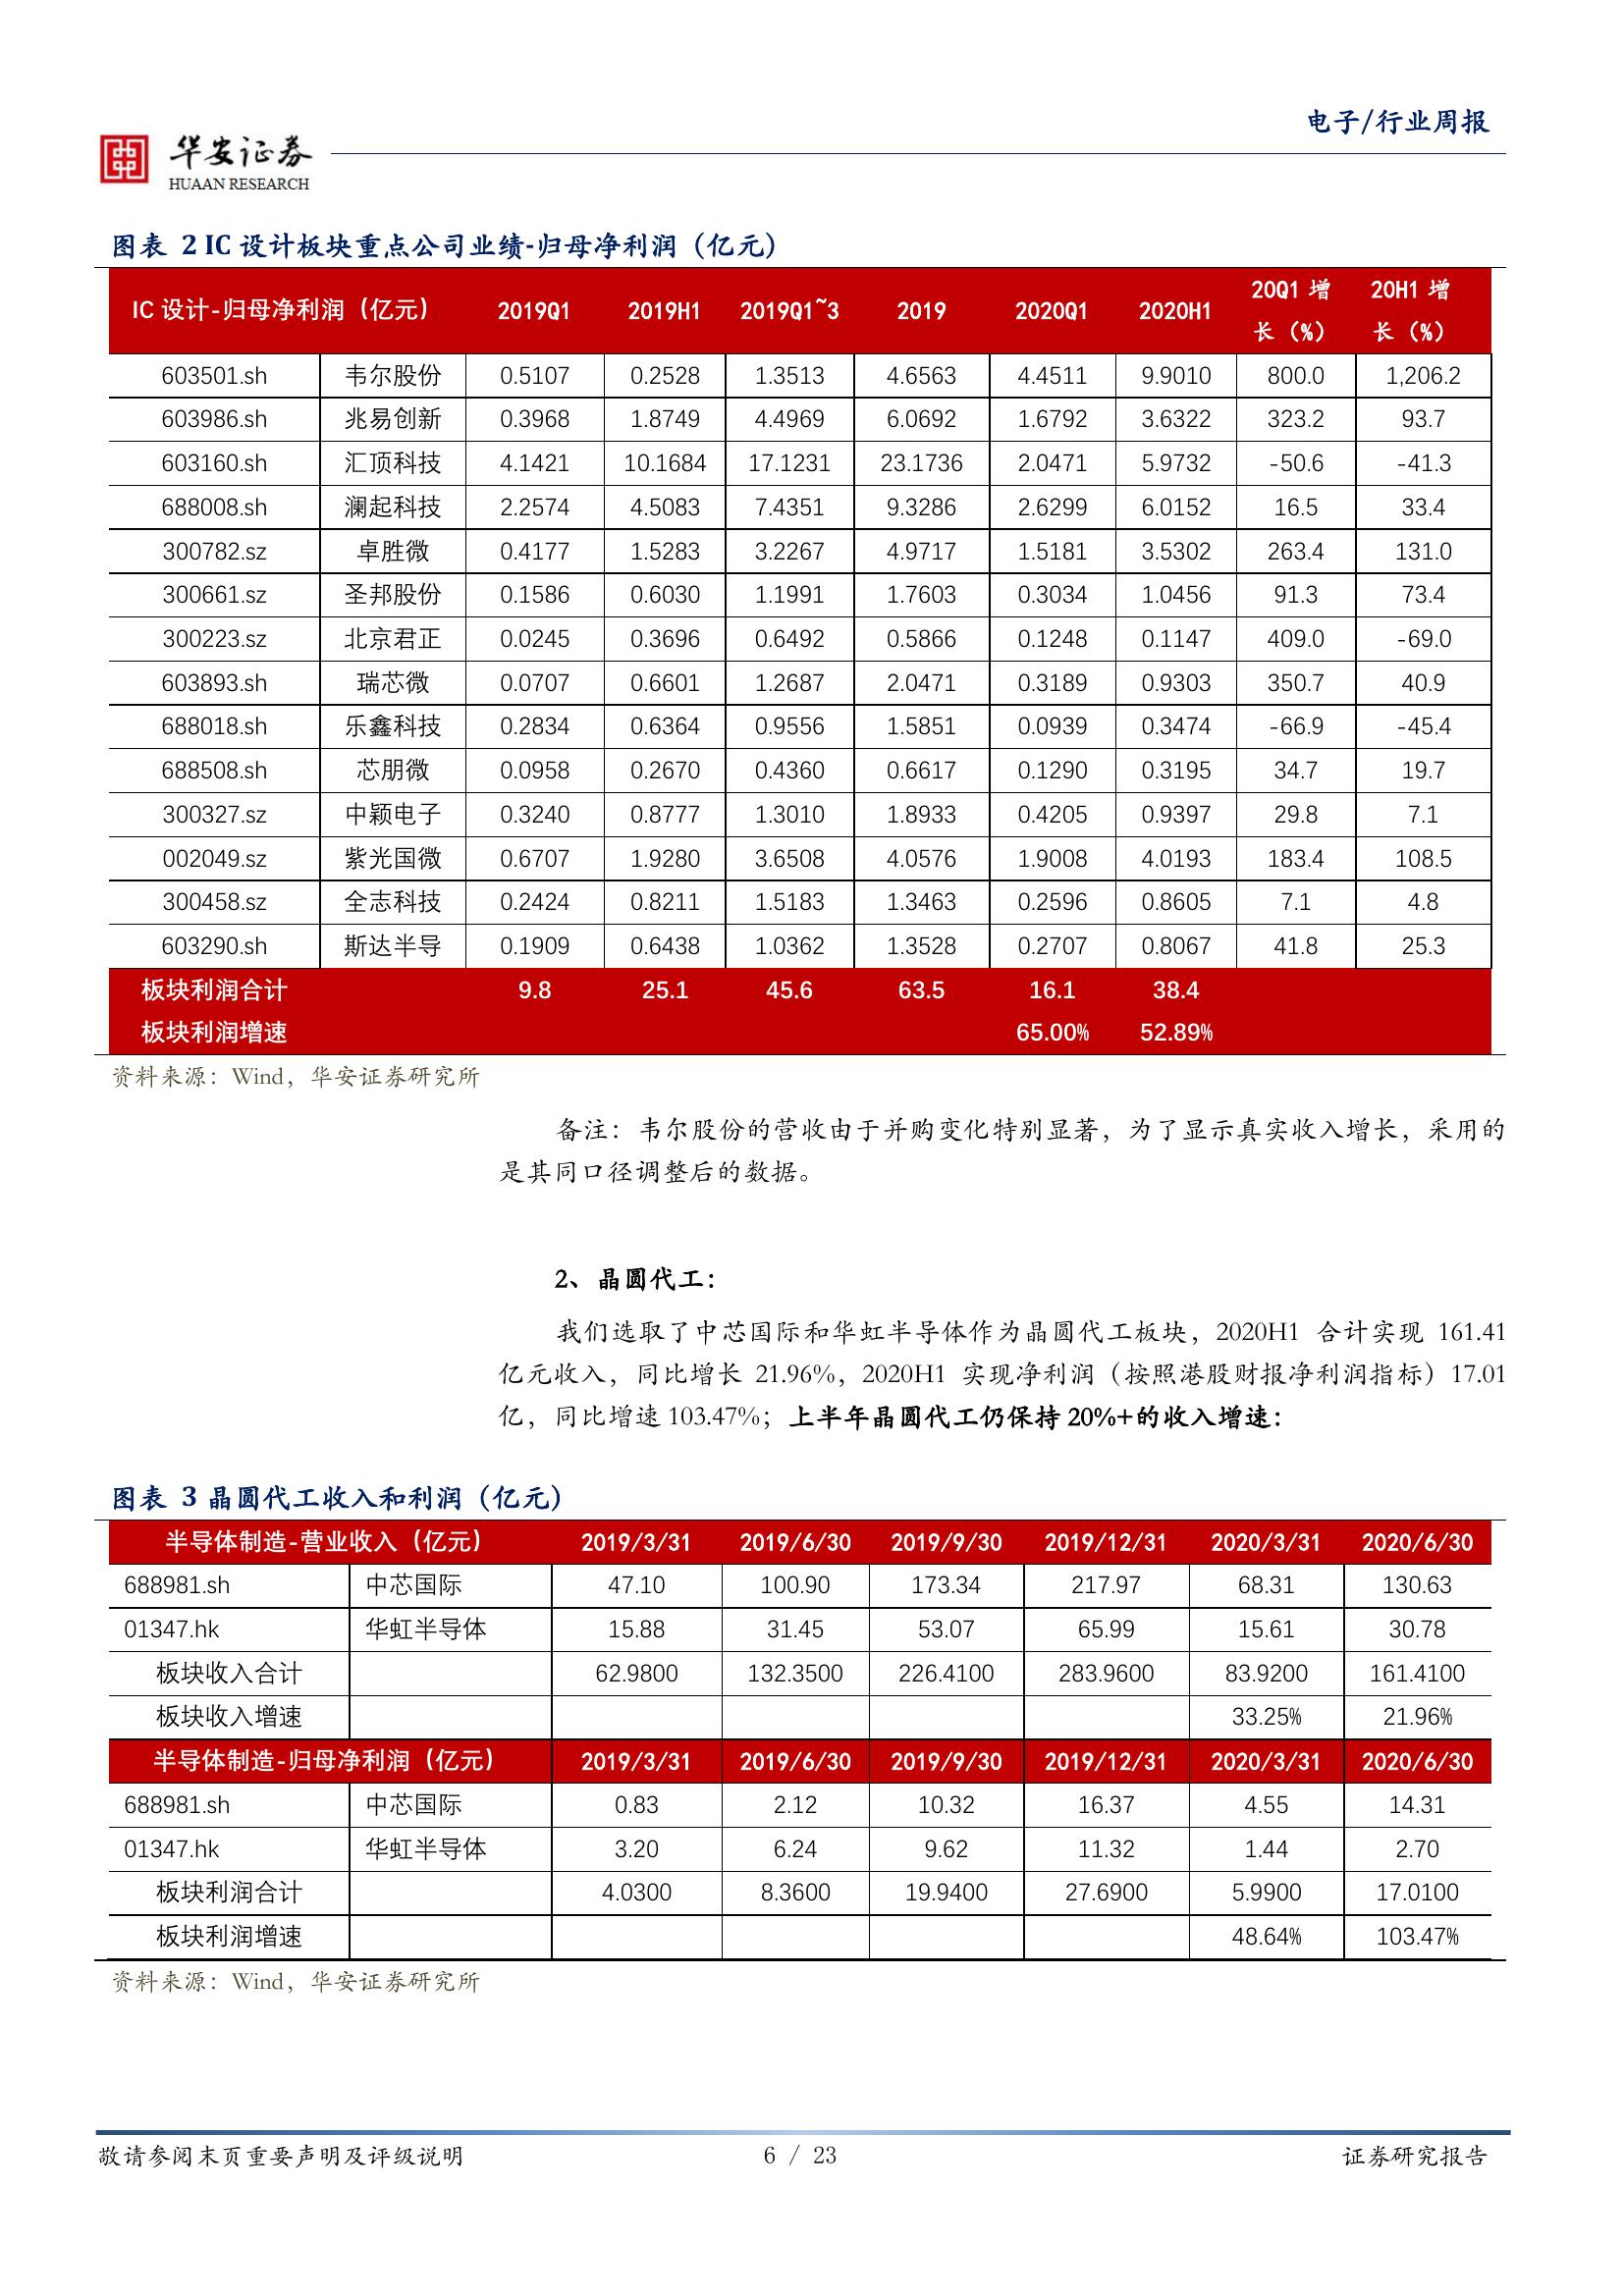 电子/行业周报
华安证券
HUAAN RESEARCH
图表 2 IC 设计板块重点公司业绩-归母净利润（亿元）
IC 设计-归母净利润（亿元） 2019Q1 2019H1 2019Q1~3 2019 2020Q1 2020H1 20Q1 增长（%） 20H1 增长（%）
603501.sh 韦尔股份 0.5107 0.2528 1.3513 4.6563 4.4511 9.9010 800.0 1,206.2
603986.sh 兆易创新 0.3968 1.8749 4.4969 6.0692 1.6792 3.6322 323.2 93.7
603160.sh 汇顶科技 4.1421 10.1684 17.1231 23.1736 2.0471 5.9732 -50.6 -41.3
688008.sh 澜起科技 2.2574 4.5083 7.4351 9.3286 2.6299 6.0152 16.5 33.4
300782.sz 卓胜微 0.4177 1.5283 3.2267 4.9717 1.5181 3.5302 263.4 131.0
300661.sz 圣邦股份 0.1586 0.6030 1.1991 1.7603 0.3034 1.0456 91.3 73.4
300223.sz 北京君正 0.0245 0.3696 0.6492 0.5866 0.1248 0.1147 409.0 -69.0
603893.sh 瑞芯微 0.0707 0.6601 1.2687 2.0471 0.3189 0.9303 350.7 40.9
688018.sh 乐鑫科技 0.2834 0.6364 0.9556 1.5851 0.0939 0.3474 -66.9 -45.4
688508.sh 芯朋微 0.0958 0.2670 0.4360 0.6617 0.1290 0.3195 34.7 19.7
300327.sz 中颖电子 0.3240 0.8777 1.3010 1.8933 0.4205 0.9397 29.8 7.1
002049.sz 紫光国微 0.6707 1.9280 3.6508 4.0576 1.9008 4.0193 183.4 108.5
300458.sz 全志科技 0.2424 0.8211 1.5183 1.3463 0.2596 0.8605 7.1 4.8
603290.sh 斯达半导 0.1909 0.6438 1.0362 1.3528 0.2707 0.8067 41.8 25.3
板块利润合计 9.8 25.1 45.6 63.5 16.1 38.4
板块利润增速 65.00% 52.89%
资料来源：Wind，华安证券研究所
备注：韦尔股份的营收由于并购变化特别显著，为了显示真实收入增长，采用的
是其同口径调整后的数据。
2、晶圆代工：
我们选取了中芯国际和华虹半导体作为晶圆代工板块，2020H1 合计实现 161.41
亿元收入，同比增长 21.96%，2020H1 实现净利润（按照港股财报净利润指标）17.01
亿，同比增速 103.47%；上半年晶圆代工仍保持 20%+的收入增速：
图表 3 晶圆代工收入和利润（亿元）
半导体制造-营业收入（亿元） 2019/3/31 2019/6/30 2019/9/30 2019/12/31 2020/3/31 2020/6/30
688981.sh 中芯国际 47.10 100.90 173.34 217.97 68.31 130.63
01347.hk 华虹半导体 15.88 31.45 53.07 65.99 15.61 30.78
板块收入合计 62.9800 132.3500 226.4100 283.9600 83.9200 161.4100
板块收入增速 33.25% 21.96%
半导体制造-归母净利润（亿元） 2019/3/31 2019/6/30 2019/9/30 2019/12/31 2020/3/31 2020/6/30
688981.sh 中芯国际 0.83 2.12 10.32 16.37 4.55 14.31
01347.hk 华虹半导体 3.20 6.24 9.62 11.32 1.44 2.70
板块利润合计 4.0300 8.3600 19.9400 27.6900 5.9900 17.0100
板块利润增速 48.64% 103.47%
资料来源：Wind，华安证券研究所
敬请参阅末页重要声明及评级说明 6 / 23 证券研究报告